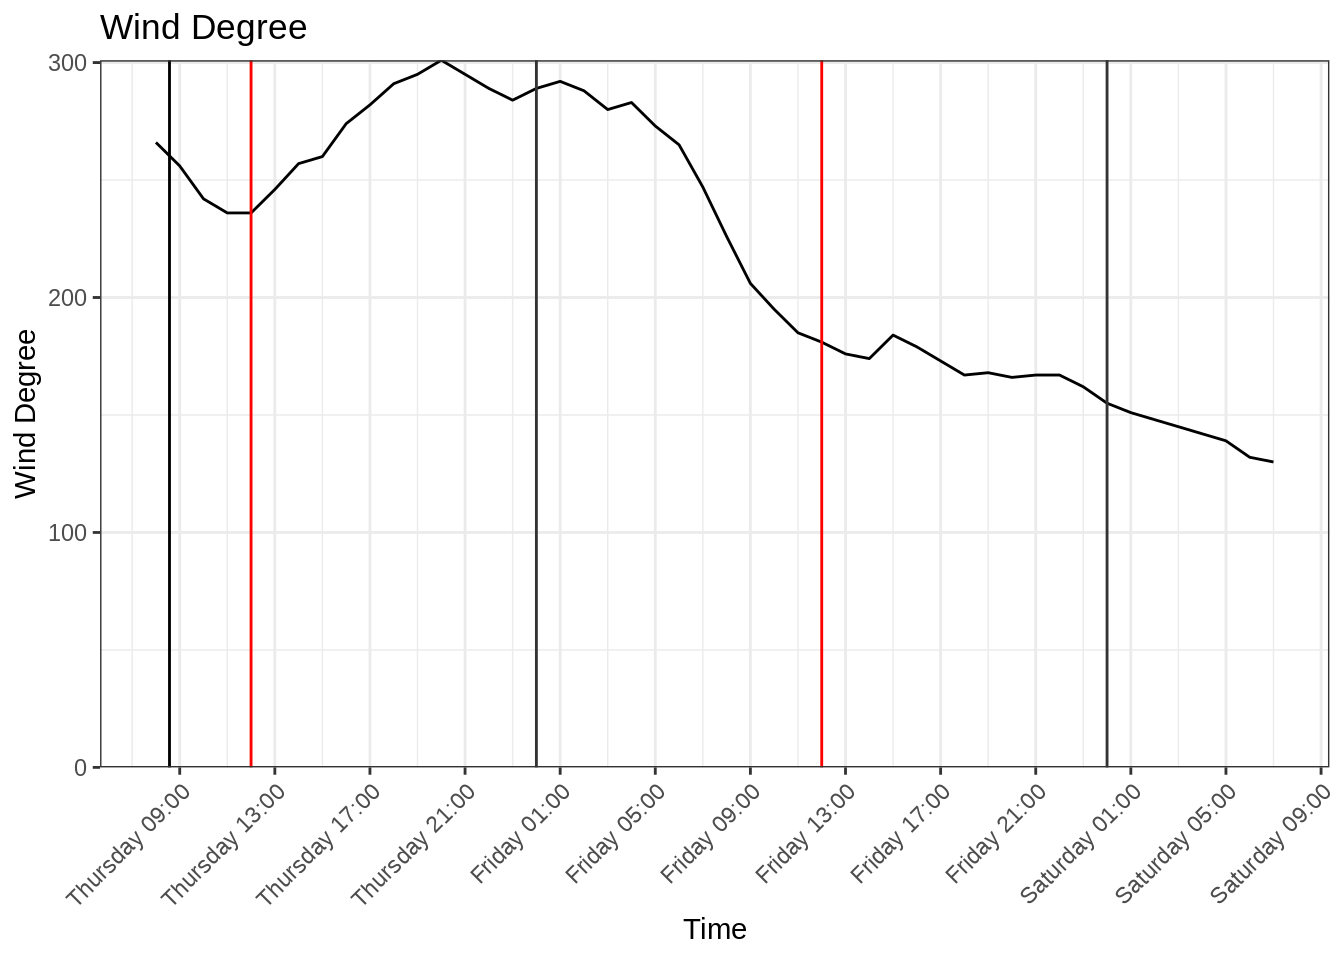 Wind Degree
300
200
100
0
Wind Degree
Thursday 09:00
Thursday 13:00
Thursday 17:00
Thursday 21:00
Friday 01:00
Friday 05:00
Friday 09:00
Friday 13:00
Friday 17:00
Friday 21:00
Saturday 01:00
Saturday 05:00
Saturday 09:00
Time